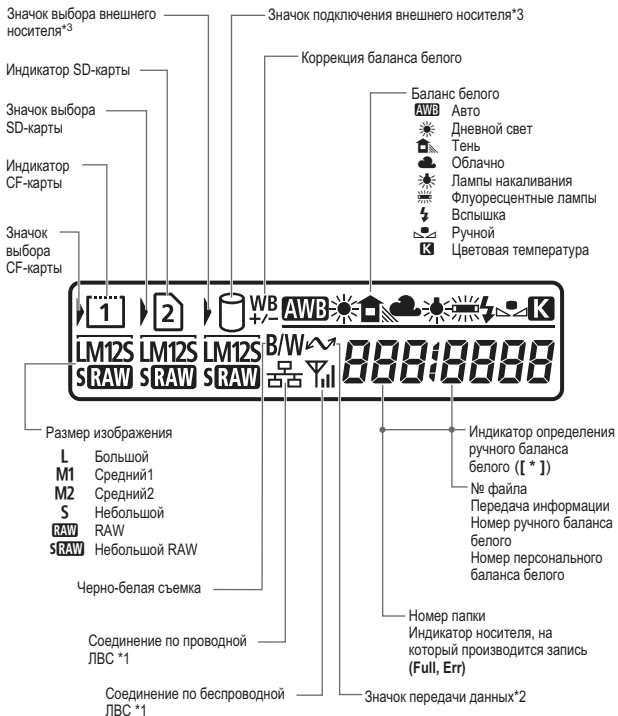 Значок выбора внешнего
носителя*3
Значок подключения внешнего носителя*3
Коррекция баланса белого
Индикатор SD-карты
Значок выбора
SD-карты
Индикатор
CF-карты
Значок
выбора
CF-карты
Баланс белого
AWB Авто
Дневной свет
Тень
Облачно
Лампы накаливания
Флуоресцентные лампы
Вспышка
Ручной
K Цветовая температура
1 2 WB +/- AWB K
LM12S LM12S LM12S B/W
SRAW SRAW SRAW 888:8888
Размер изображения
L Большой
M1 Средний1
M2 Средний2
S Небольшой
RAW RAW
SRAW Небольшой RAW
Черно-белая съемка
Соединение по проводной
ЛВС *1
Соединение по беспроводной
ЛВС *1
Индикатор определения
ручного баланса
белого ([ * ])
№ файла
Передача информации
Номер ручного баланса
белого
Номер персонального
баланса белого
Номер папки
Индикатор носителя, на
который производится запись
(Full, Err)
Значок передачи данных*2